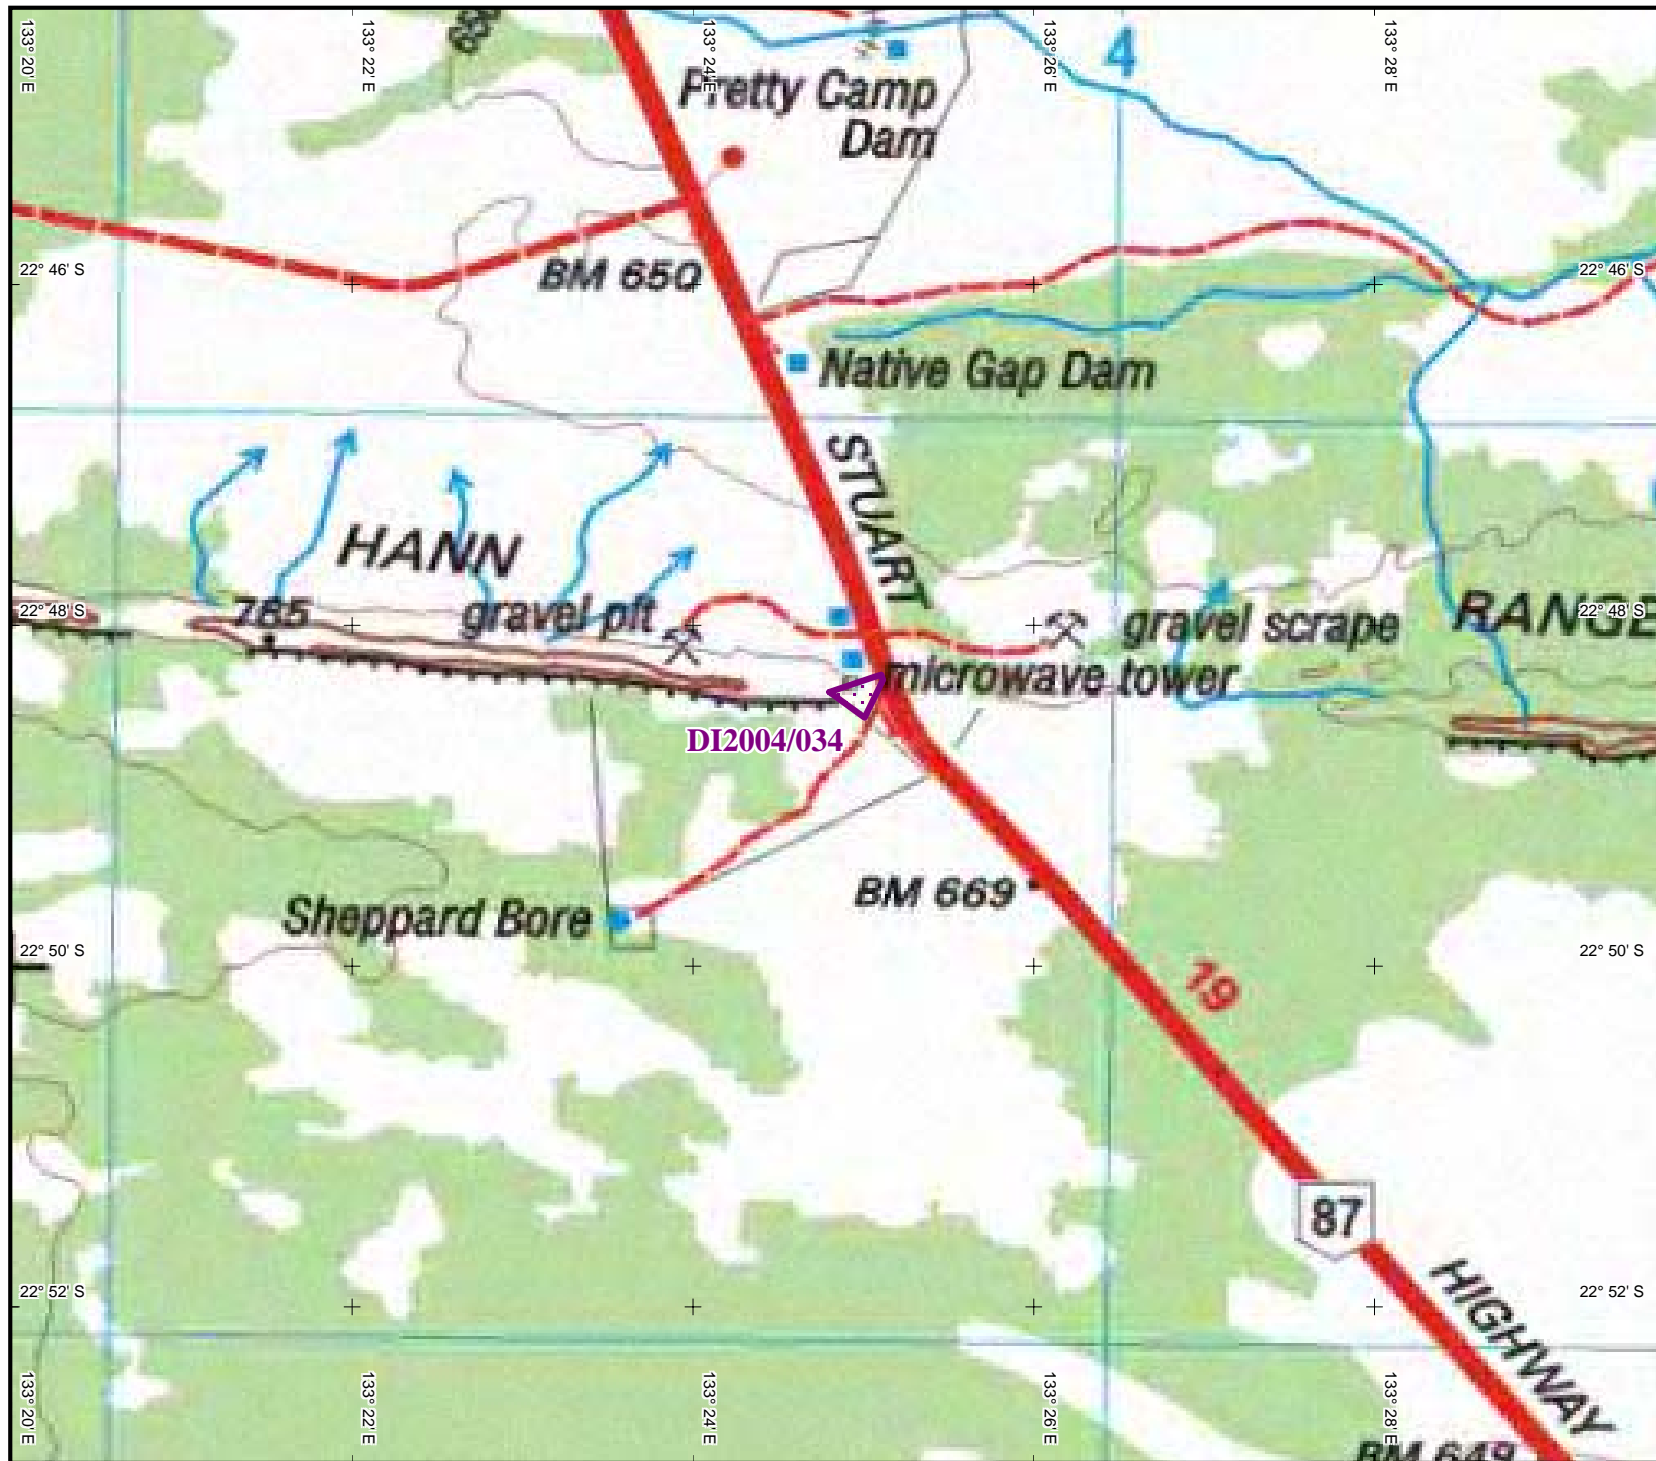 133° 20' E
133° 22' E
133° 24' E
133° 26' E
133° 28' E
4
Pretty Camp
Dam
22° 46' S
BM 650
22° 46' S
Native Gap Dam
STUART
HANN
22° 48' S
785
gravel pit
gravel scrape
RANGE
22° 48' S
microwave tower
DI2004/034
BM 669
Sheppard Bore
22° 50' S
22° 50' S
19
87
22° 52' S
22° 52' S
HIGHWAY
133° 20' E
133° 22' E
133° 24' E
133° 26' E
133° 28' E
BM 649